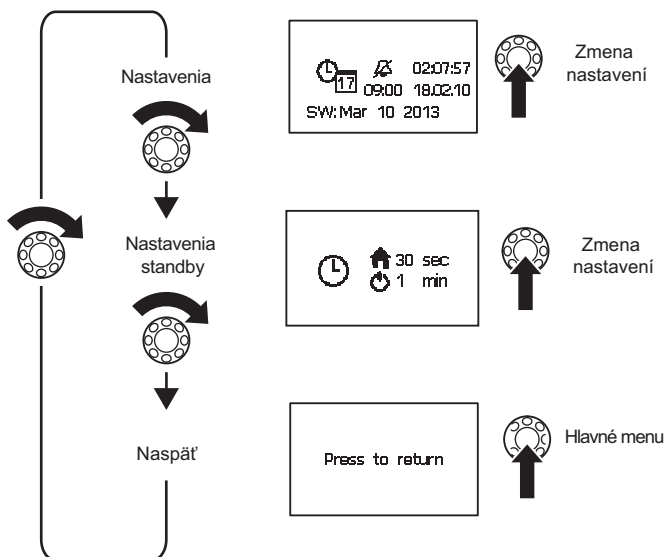 Nastavenia
02:07:57
17
09:00 18.02.10
SW: Mar 10 2013
Zmena
nastavení
Nastavenia
standby
30 sec
1 min
Zmena
nastavení
Naspäť
Press to return
Hlavné menu